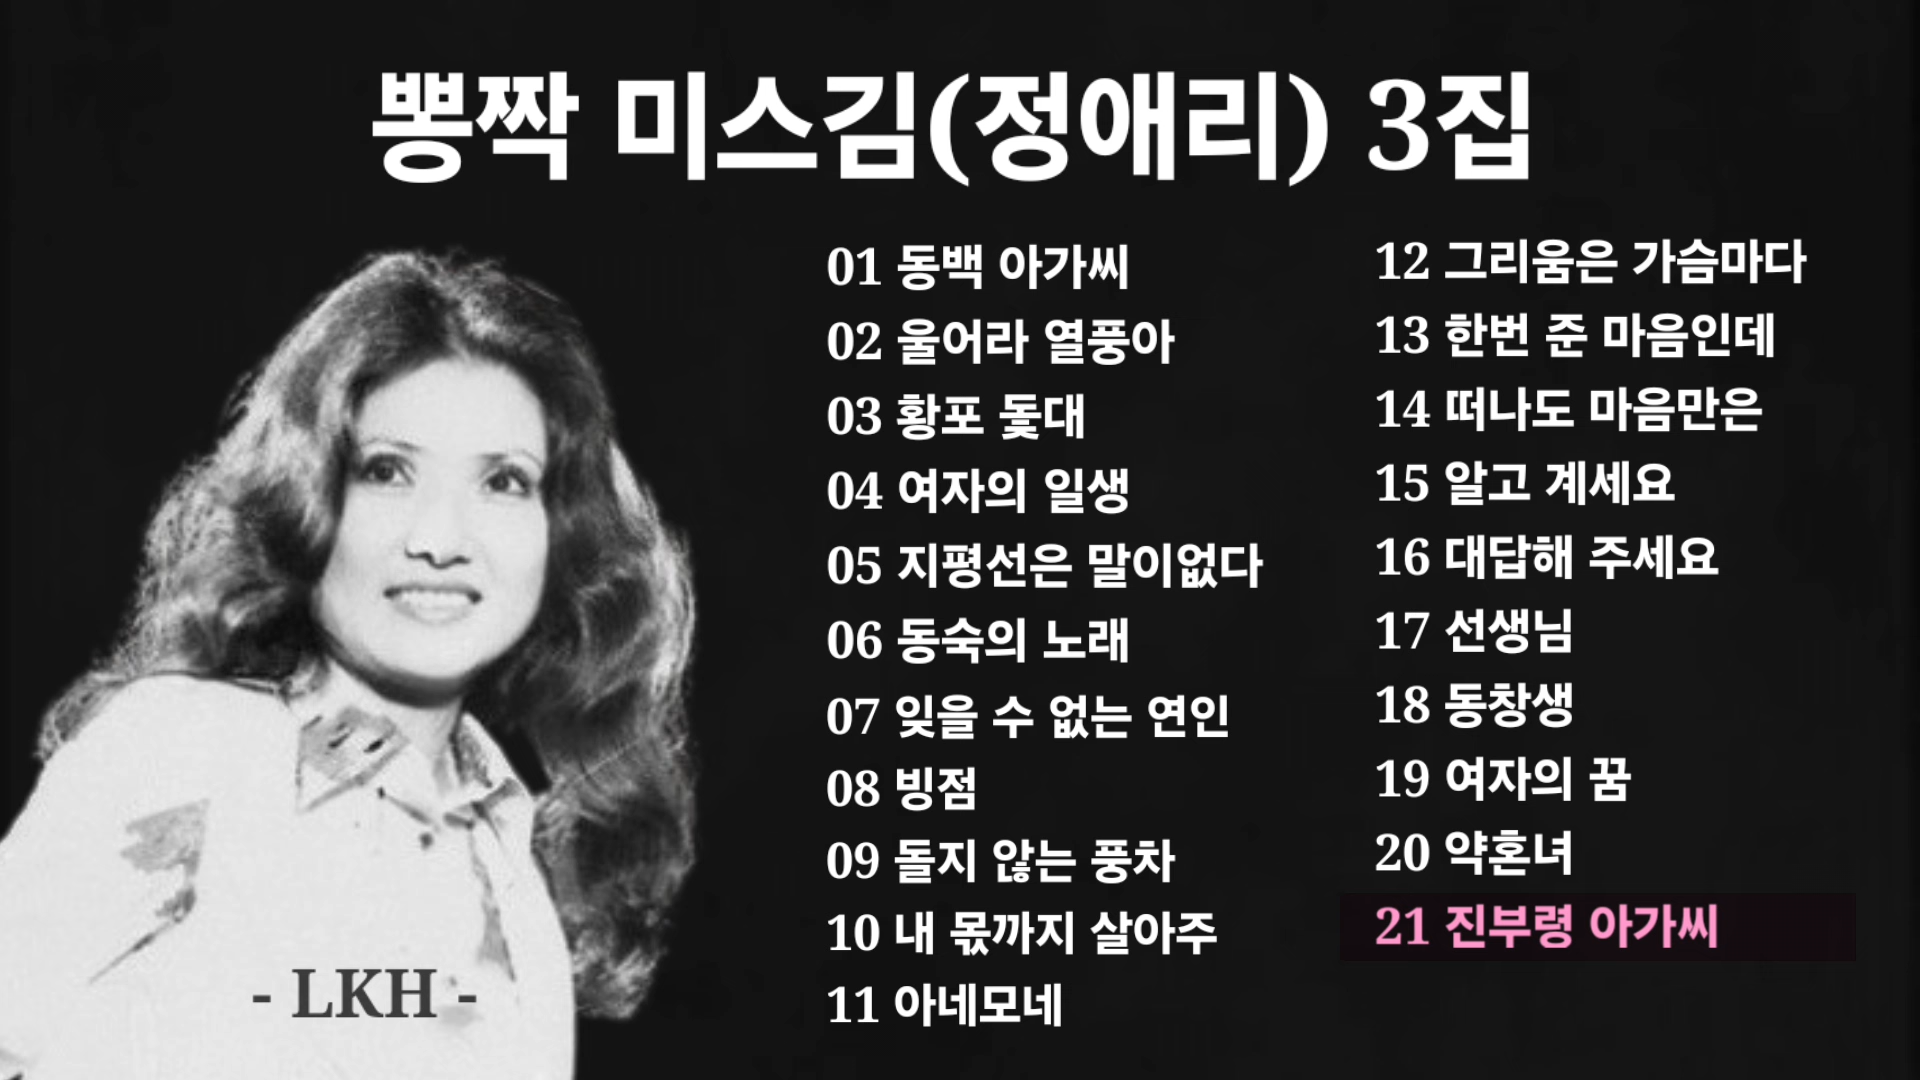 뽕짝 미스김(정애리) 3집
01 동백 아가씨
02 울어라 열풍아
03 황포 돛대
04 여자의 일생
05 지평선은 말이없다
06 동숙의 노래
07 잊을 수 없는 연인
08 빙점
09 돌지 않는 풍차
10 내 몫까지 살아주
11 아네모네
12 그리움은 가슴마다
13 한번 준 마음인데
14 떠나도 마음만은
15 알고 계세요
16 대답해 주세요
17 선생님
18 동창생
19 여자의 꿈
20 약혼녀
21 진부령 아가씨
- LKH -